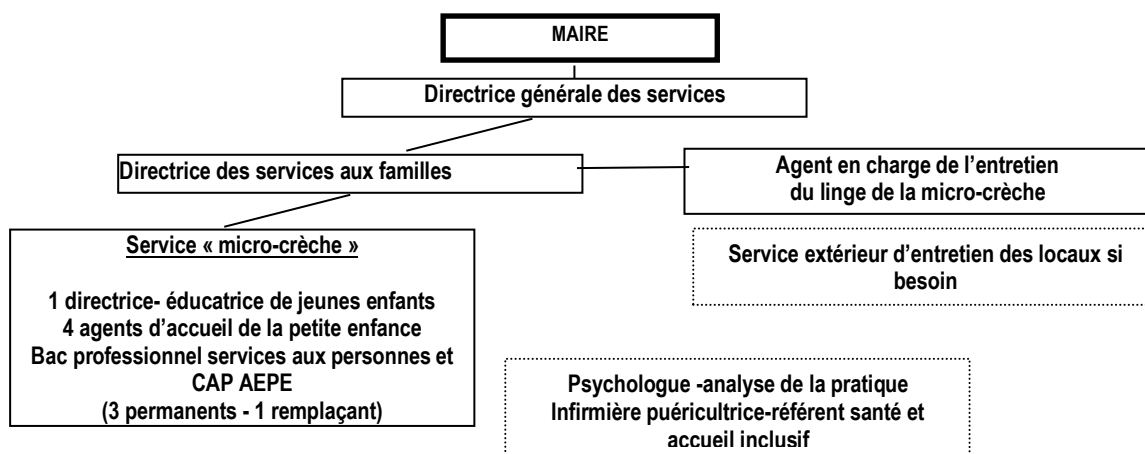 MAIRE
Directrice générale des services
Directrice des services aux familles
Agent en charge de l’entretien
du linge de la micro-crèche
Service « micro-crèche »
1 directrice- éducatrice de jeunes enfants
4 agents d’accueil de la petite enfance
Bac professionnel services aux personnes et
CAP AEPE
(3 permanents - 1 remplaçant)
Service extérieur d’entretien des locaux si
besoin
Psychologue -analyse de la pratique
Infirmière puéricultrice-référent santé et
accueil inclusif